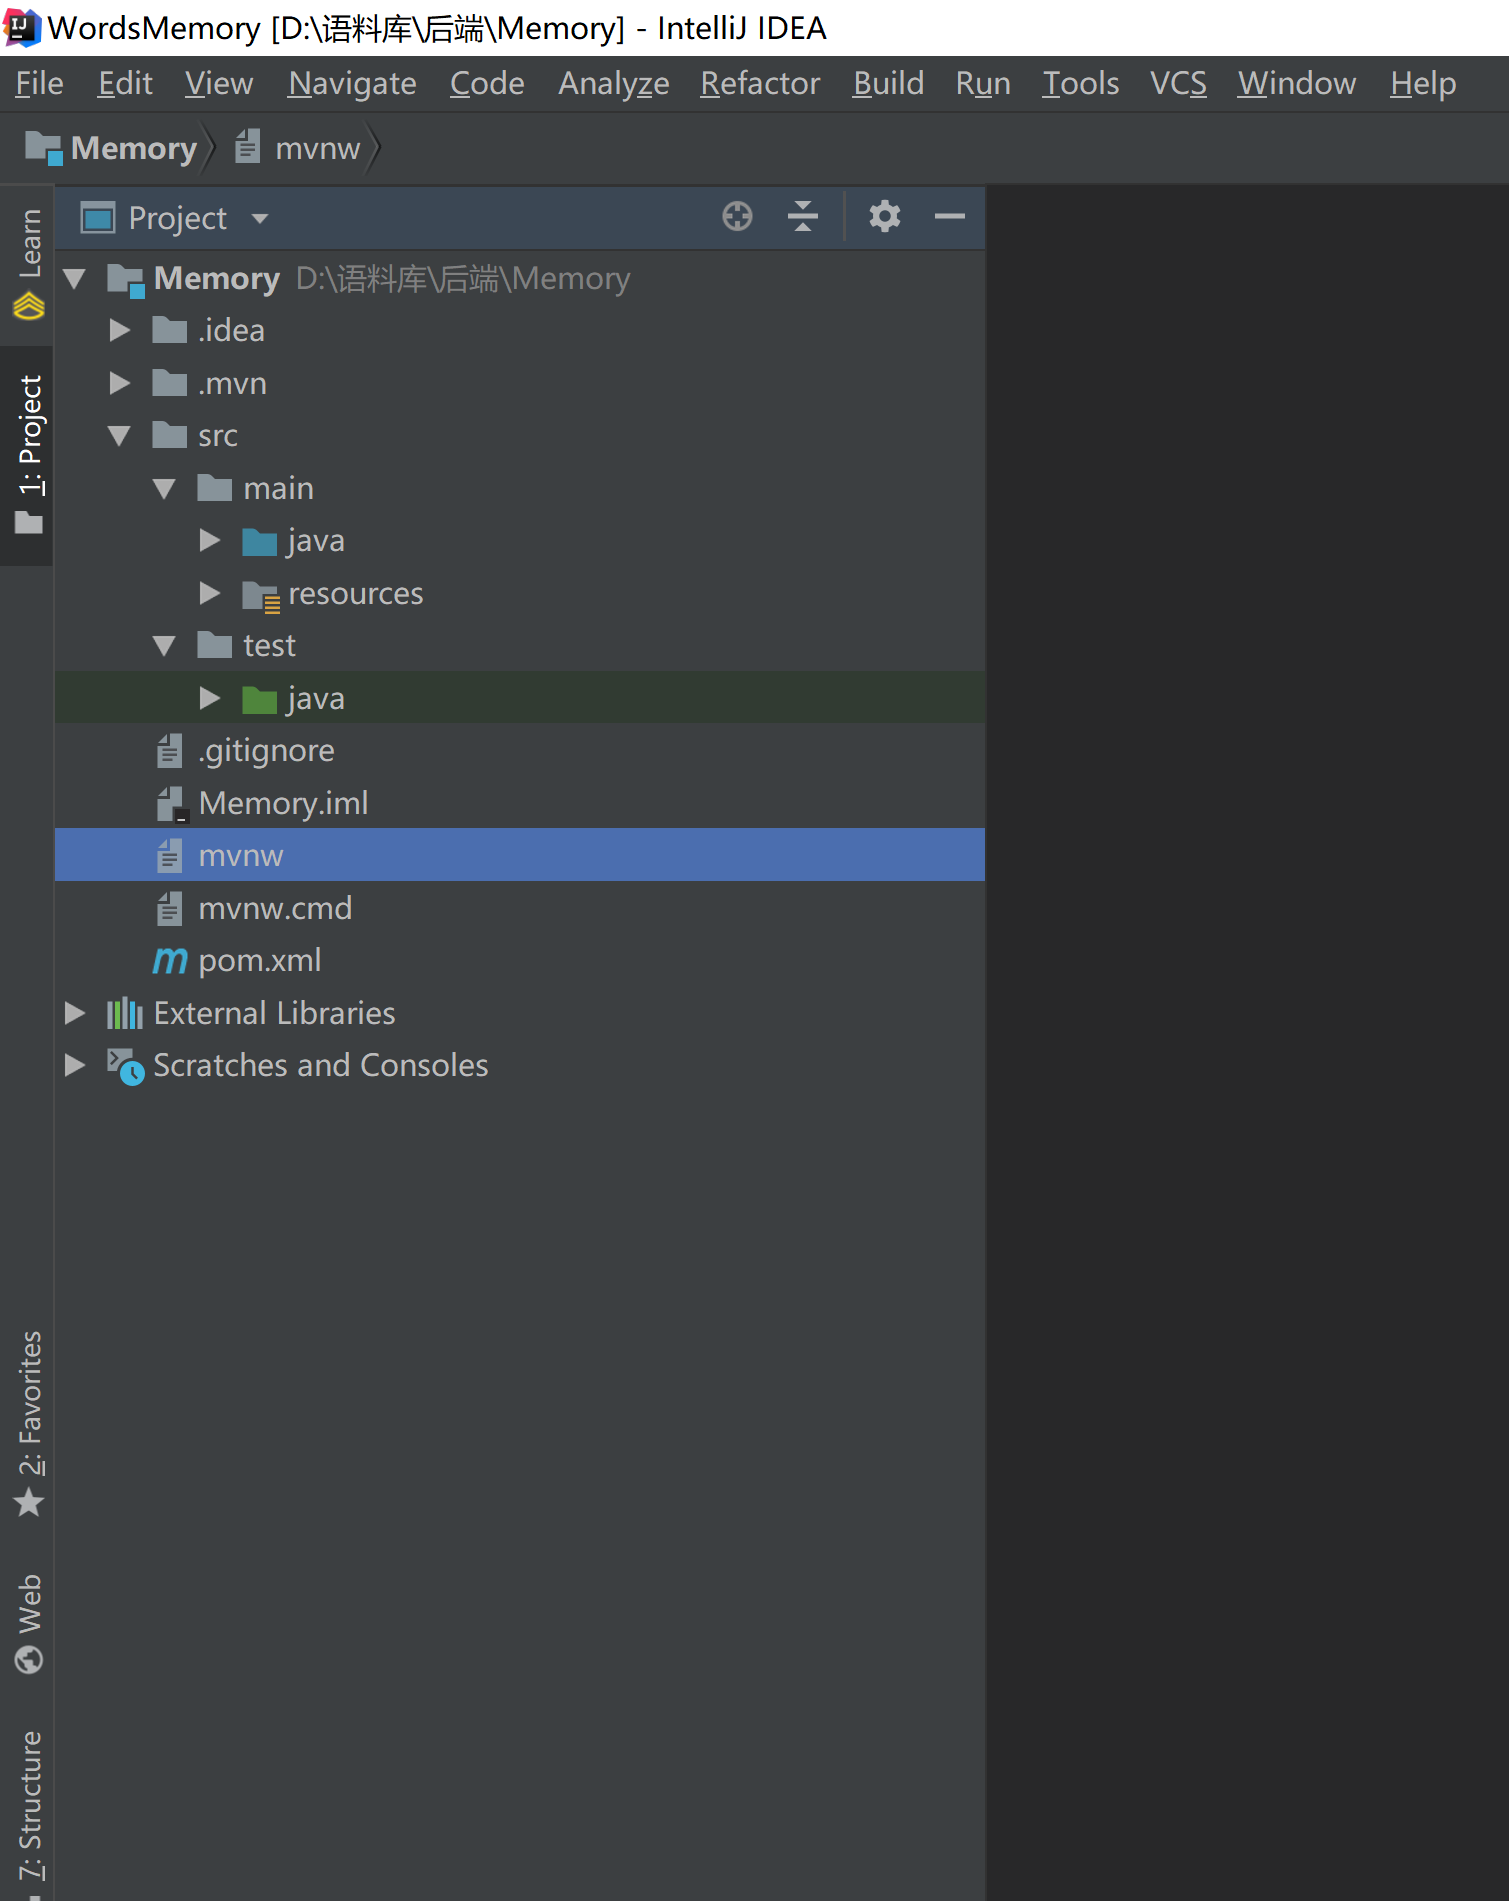 WordsMemory [D:\语料库\后端\Memory] - IntelliJ IDEA
File Edit View Navigate Code Analyze Refactor Build Run Tools VCS Window Help
Memory mvnw
Project
Memory D:\语料库\后端\Memory
.idea
.mvn
src
main
java
resources
test
java
.gitignore
Memory.iml
mvnw
mvnw.cmd
pom.xml
External Libraries
Scratches and Consoles
Learn
1: Project
2: Favorites
Web
7: Structure